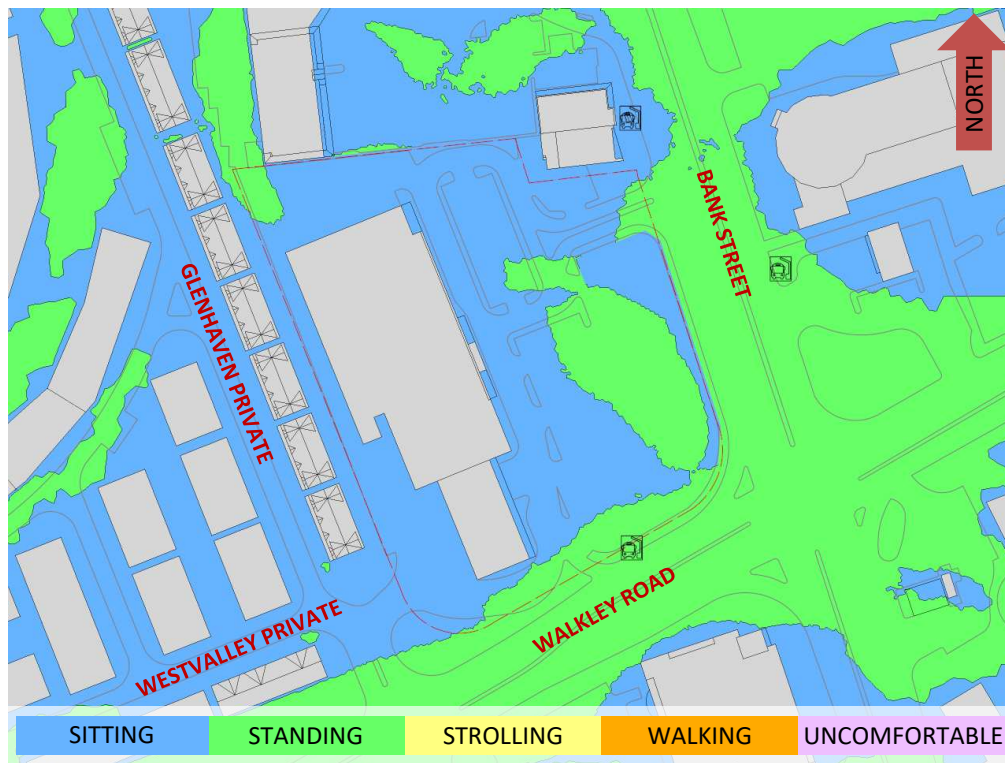 NORTH
BANK STREET
GLENHAVEN PRIVATE
WALKLEY ROAD
WESTVALLEY PRIVATE
SITTING
STANDING
STROLLING
WALKING
UNCOMFORTABLE